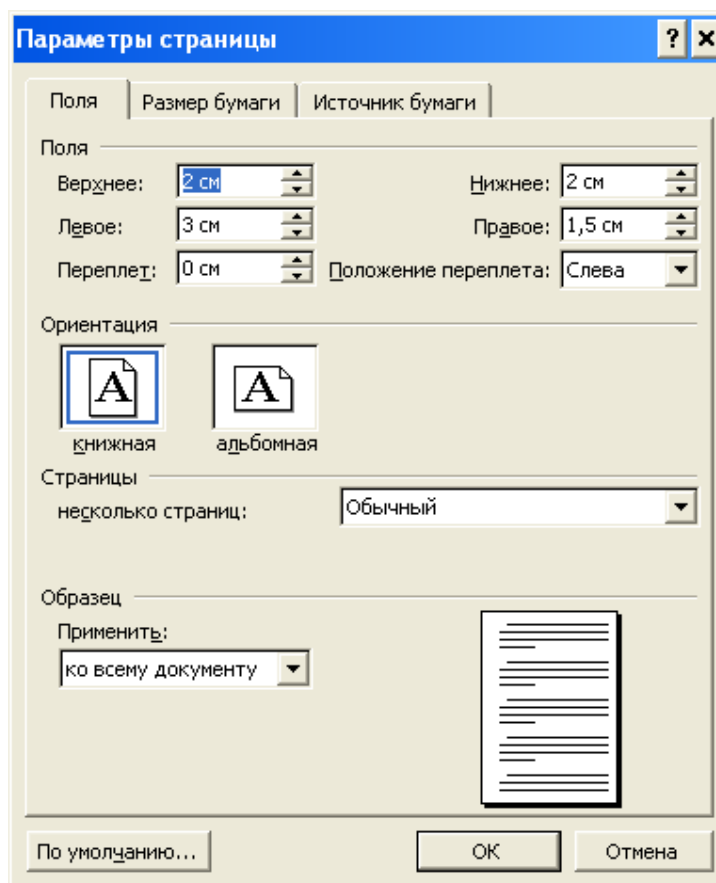 Параметры страницы ? ×
Поля Размер бумаги Источник бумаги
Поля
Верхнее: 2 см Нижнее: 2 см
Левое: 3 см Правое: 1,5 см
Переплет: 0 см Положение переплета: Слева
Ориентация
A A
книжная альбомная
Страницы
несколько страниц: Обычный
Образец
Применить:
ко всему документу
По умолчанию... ОК Отмена